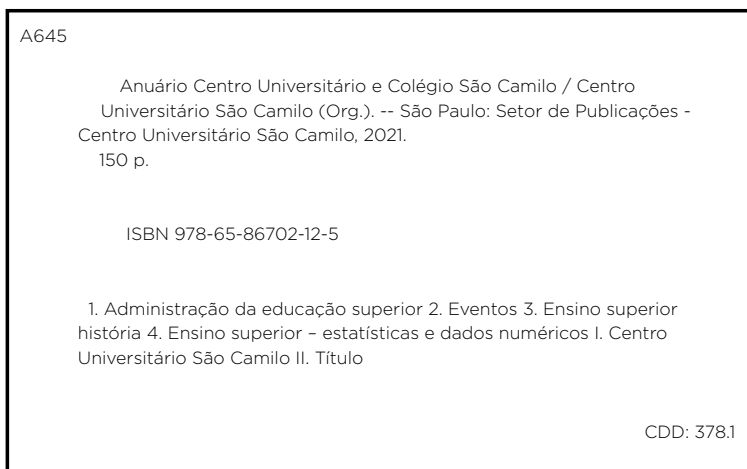 A645
Anuário Centro Universitário e Colégio São Camilo / Centro
Universitário São Camilo (Org.). -- São Paulo: Setor de Publicações -
Centro Universitário São Camilo, 2021.
150 p.
ISBN 978-65-86702-12-5
1. Administração da educação superior 2. Eventos 3. Ensino superior
história 4. Ensino superior – estatísticas e dados numéricos I. Centro
Universitário São Camilo II. Título
CDD: 378.1